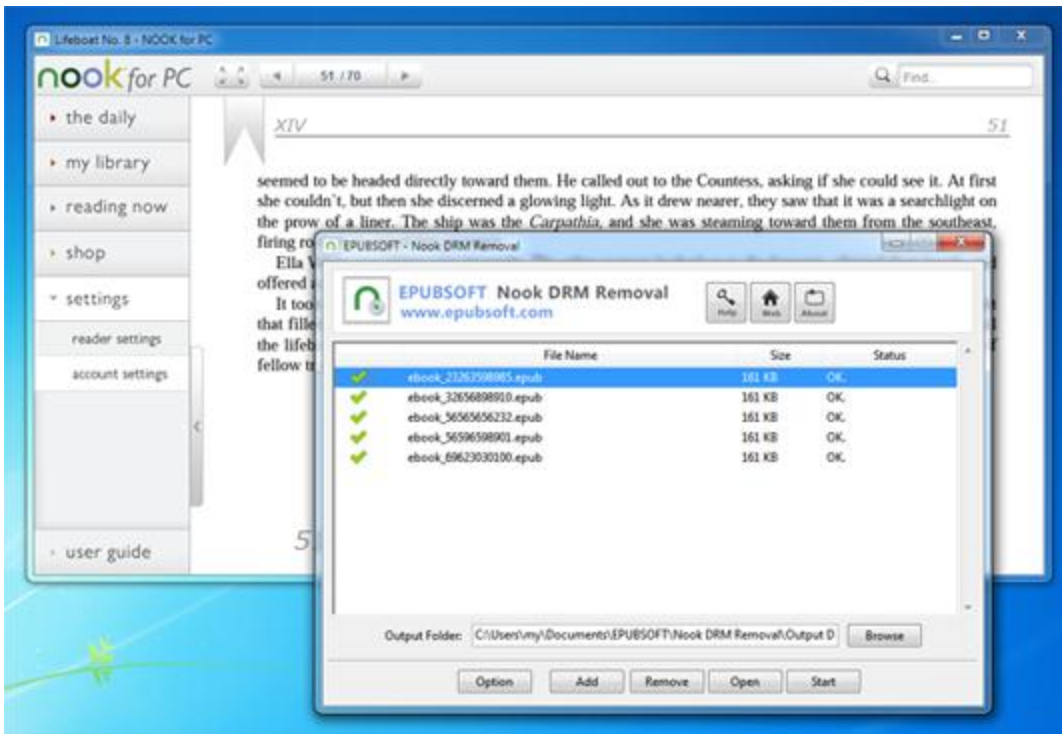 Lifeboat No. 8 - NOOK for PC
nook for PC
51 / 70
Find..
the daily
my library
reading now
shop
settings
reader settings
account settings
user guide
XIV
51
seemed to be headed directly toward them. He called out to the Countess, asking if she could see it. At first
she couldn't, but then she discerned a glowing light. As it drew nearer, they saw that it was a searchlight on
the prow of a liner. The ship was the Carpathia, and she was steaming toward them from the southeast,
firing
Ella
offered
It too
that fille
the lifeb
fellow
EPUBSOFT - Nook DRM Removal
EPUBSOFT Nook DRM Removal
www.epubsoft.com
Help
Web
About
File Name Size Status
ebook_23263598985.epub 161 KB OK.
ebook_32656898910.epub 161 KB OK.
ebook_56565656232.epub 161 KB OK.
ebook_56596598901.epub 161 KB OK.
ebook_69623030100.epub 161 KB OK.
Output Folder: C:\Users\my\Documents\EPUBSOFT\Nook DRM Removal\Output D Browse
Option Add Remove Open Start